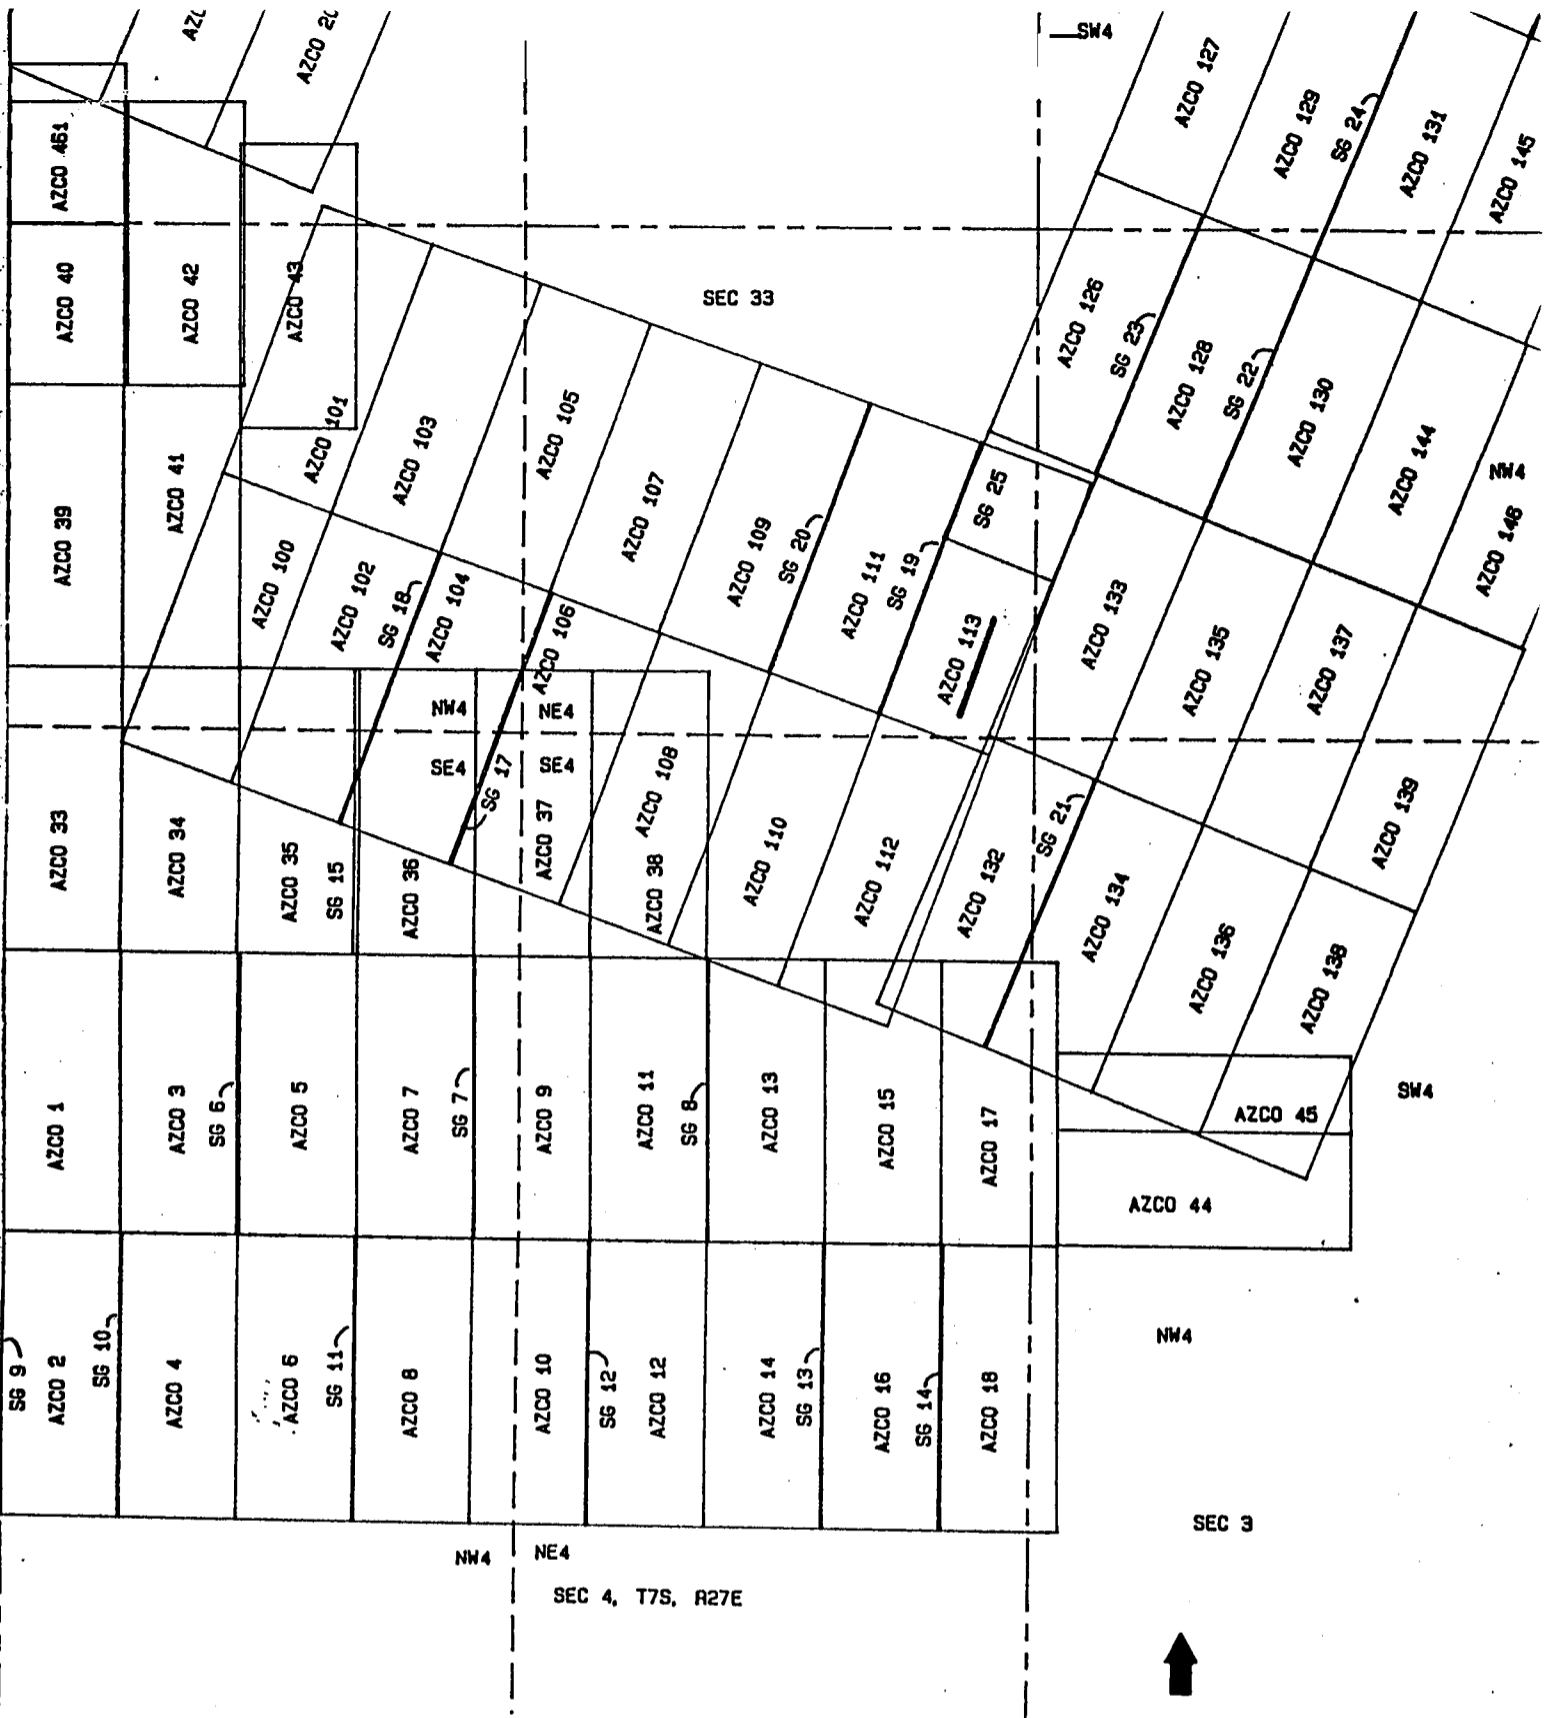 SW4
AZCO 127
AZCO 129
SG 24
AZCO 131
AZCO 145
AZCO 461
AZCO 40
AZCO 42
AZCO 43
SEC 33
AZCO 126
SG 23
AZCO 128
SG 22
AZCO 130
AZCO 144
NW4
AZCO 146
AZCO 39
AZCO 41
AZCO 101
AZCO 103
AZCO 105
AZCO 107
AZCO 109
SG 20
AZCO 111
SG 19
SG 25
AZCO 100
AZCO 102
SG 18
AZCO 104
AZCO 106
AZCO 113
AZCO 133
AZCO 135
AZCO 137
AZCO 139
NW4
NE4
SE4
SE4
SG 17
AZCO 33
AZCO 34
AZCO 35
SG 15
AZCO 36
AZCO 37
AZCO 38
AZCO 108
AZCO 110
AZCO 112
AZCO 132
SG 21
AZCO 134
AZCO 136
AZCO 138
AZCO 1
AZCO 3
SG 6
AZCO 5
AZCO 7
SG 7
AZCO 9
AZCO 11
SG 8
AZCO 13
AZCO 15
AZCO 17
AZCO 45
SW4
AZCO 44
SG 9
AZCO 2
SG 10
AZCO 4
AZCO 6
SG 11
AZCO 8
AZCO 10
SG 12
AZCO 12
AZCO 14
SG 13
AZCO 16
SG 14
AZCO 18
NW4
SEC 3
NW4
NE4
SEC 4, T7S, R27E